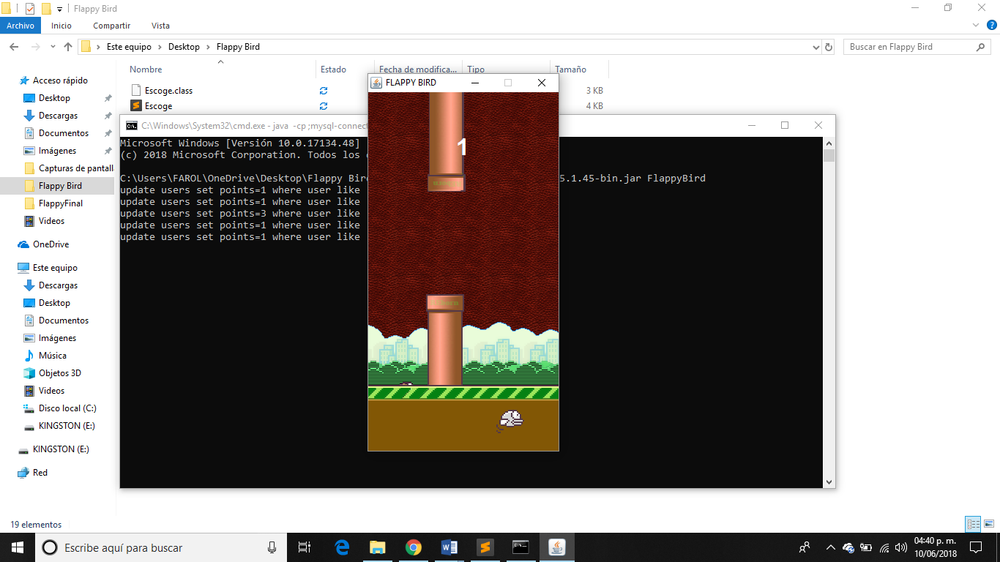 Flappy Bird
Archivo Inicio Compartir Vista
Este equipo Desktop Flappy Bird
Buscar en Flappy Bird
Nombre Estado Fecha de modifica... Tipo Tamaño
Escoge.class 3 KB
Escoge 4 KB
Acceso rápido
Desktop
Descargas
Documentos
Imágenes
Capturas de pantall
Flappy Bird
FlappyFinal
Videos
OneDrive
Este equipo
Descargas
Desktop
Documentos
Imágenes
Música
Objetos 3D
Videos
Disco local (C:)
KINGSTON (E:)
KINGSTON (E:)
Red
19 elementos
C:\Windows\System32\cmd.exe - java -cp ;mysql-connect
Microsoft Windows [Versión 10.0.17134.48]
(c) 2018 Microsoft Corporation. Todos los
C:\Users\FAROL\OneDrive\Desktop\Flappy Bird 5.1.45-bin.jar FlappyBird
update users set points=1 where user like
update users set points=1 where user like
update users set points=3 where user like
update users set points=1 where user like
update users set points=1 where user like
FLAPPY BIRD
1
Escribe aquí para buscar
04:40 p. m.
10/06/2018